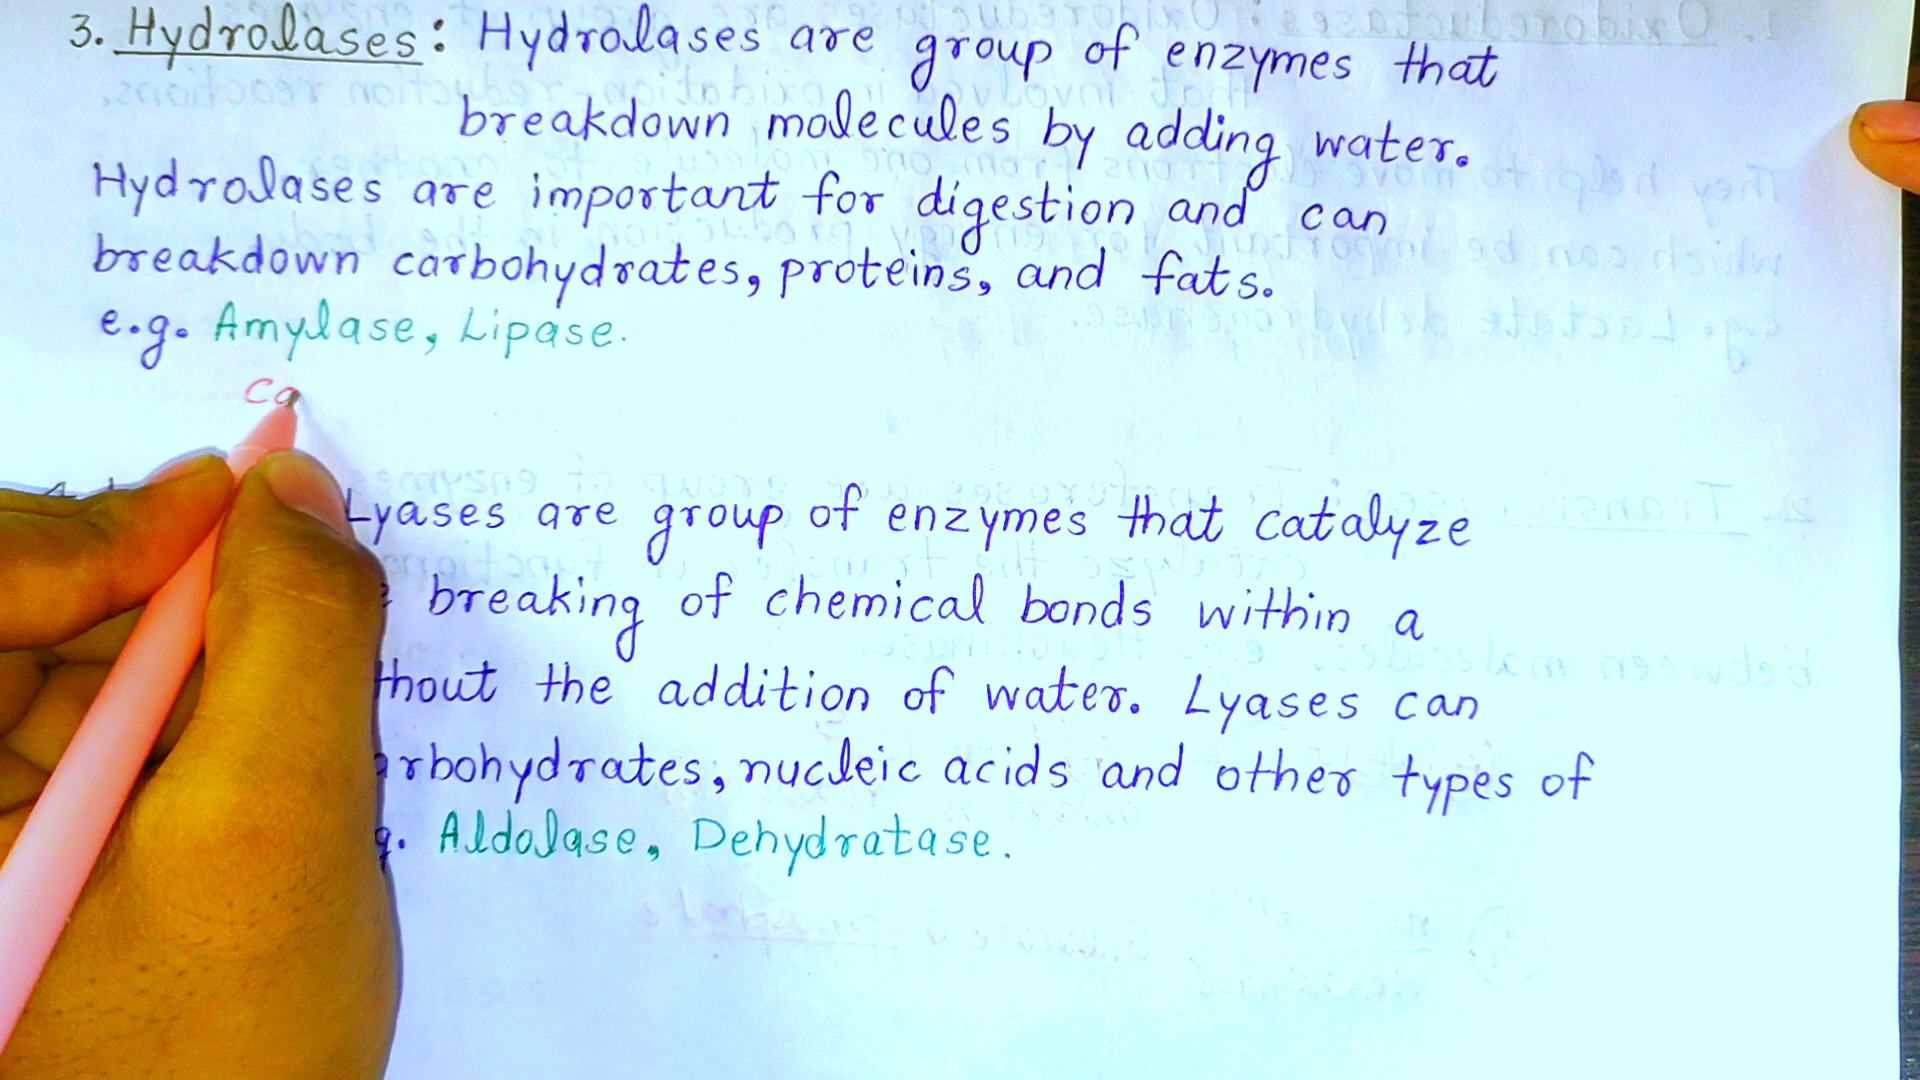 3. Hydrolases: Hydrolases are group of enzymes that
breakdown molecules by adding water.
Hydrolases are important for digestion and can
breakdown carbohydrates, proteins, and fats.
e.g. Amylase, Lipase.
Ca
Lyases are group of enzymes that catalyze
breaking of chemical bonds within a
thout the addition of water. Lyases can
arbohydrates, nucleic acids and other types of
g. Aldolase, Dehydratase.